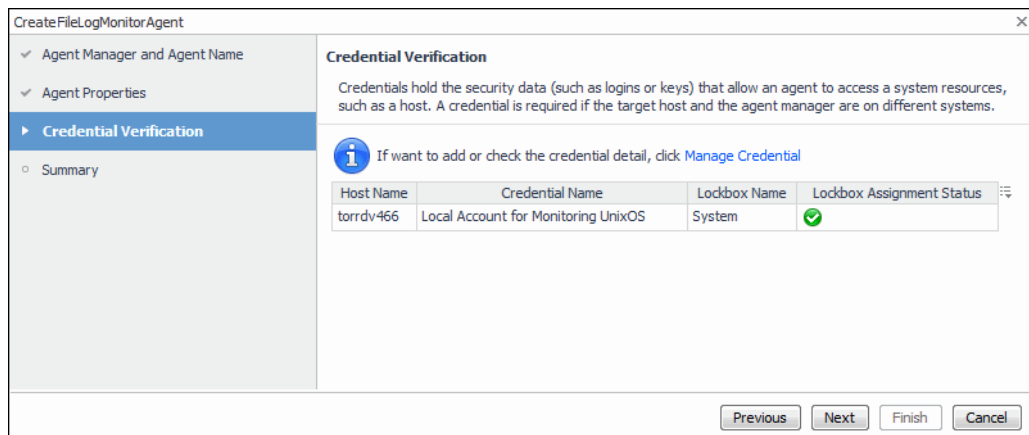 CreateFileLogMonitorAgent
Agent Manager and Agent Name
Agent Properties
Credential Verification
Summary
Credential Verification
Credentials hold the security data (such as logins or keys) that allow an agent to access a system resources,
such as a host. A credential is required if the target host and the agent manager are on different systems.
If want to add or check the credential detail, click Manage Credential
Host Name Credential Name Lockbox Name Lockbox Assignment Status
torrdv466 Local Account for Monitoring UnixOS System
Previous Next Finish Cancel